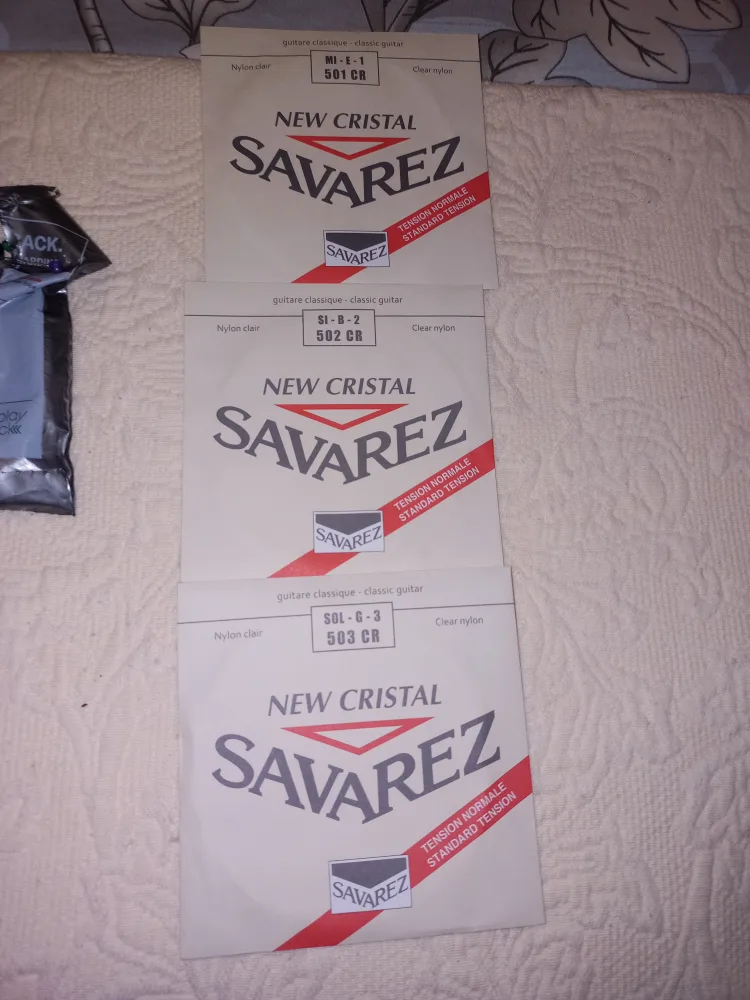 guitare classique - classic guitar
Nylon clair
MI - E - 1
501 CR
Clear nylon
NEW CRISTAL
SAVAREZ
TENSION NORMALE
STANDARD TENSION
SAVAREZ
guitare classique - classic guitar
Nylon clair
SI - B - 2
502 CR
Clear nylon
NEW CRISTAL
SAVAREZ
TENSION NORMALE
STANDARD TENSION
SAVAREZ
guitare classique - classic guitar
Nylon clair
SOL - G - 3
503 CR
Clear nylon
NEW CRISTAL
SAVAREZ
TENSION NORMALE
STANDARD TENSION
SAVAREZ
ACK.